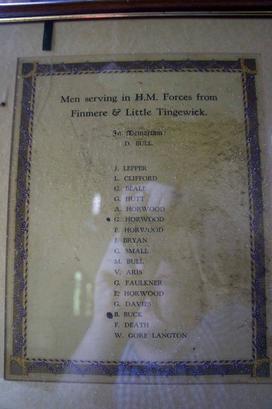 Men serving in H.M. Forces from
Finmere & Little Tingewick.
In Memoriam
D. BULL
J. LEPPER
L. CLIFFORD
C. BEALE
G. HUTT
A. HORWOOD
G. HORWOOD
F. HORWOOD
J. BRYAN
C. SMALL
M. BULL
V. ARIS
G. FAULKNER
E. HORWOOD
G. DAVIES
B. BUCK
F. DEATH
W. GORE LANGTON